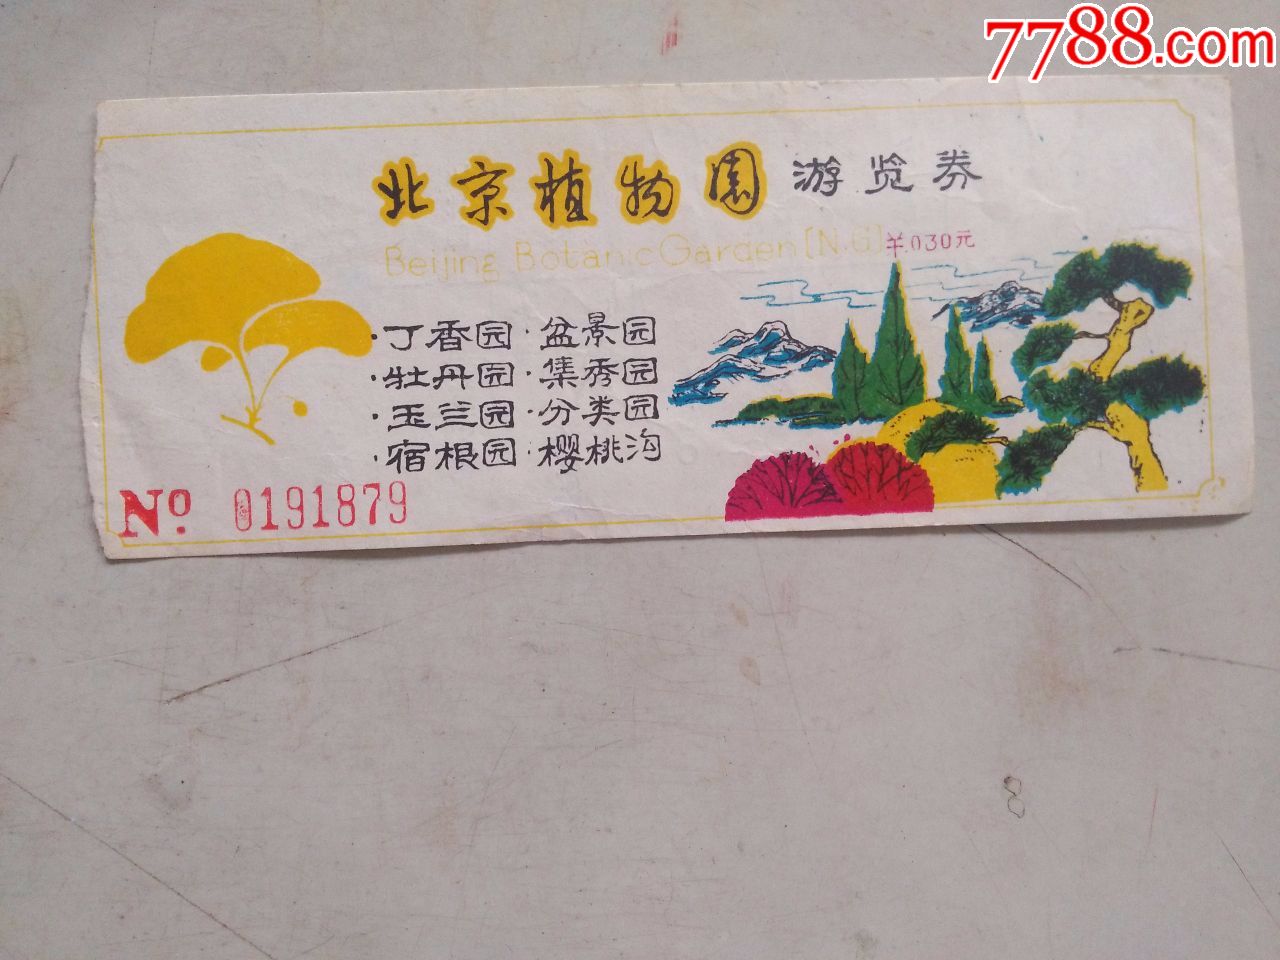 7788.com
北京植物園 游览券
Beijing Botanic Garden [N.G]
￥.030元
·丁香园·盆景园
·牡丹园·集秀园
·玉兰园·分类园
·宿根园·樱桃沟
No 0191879